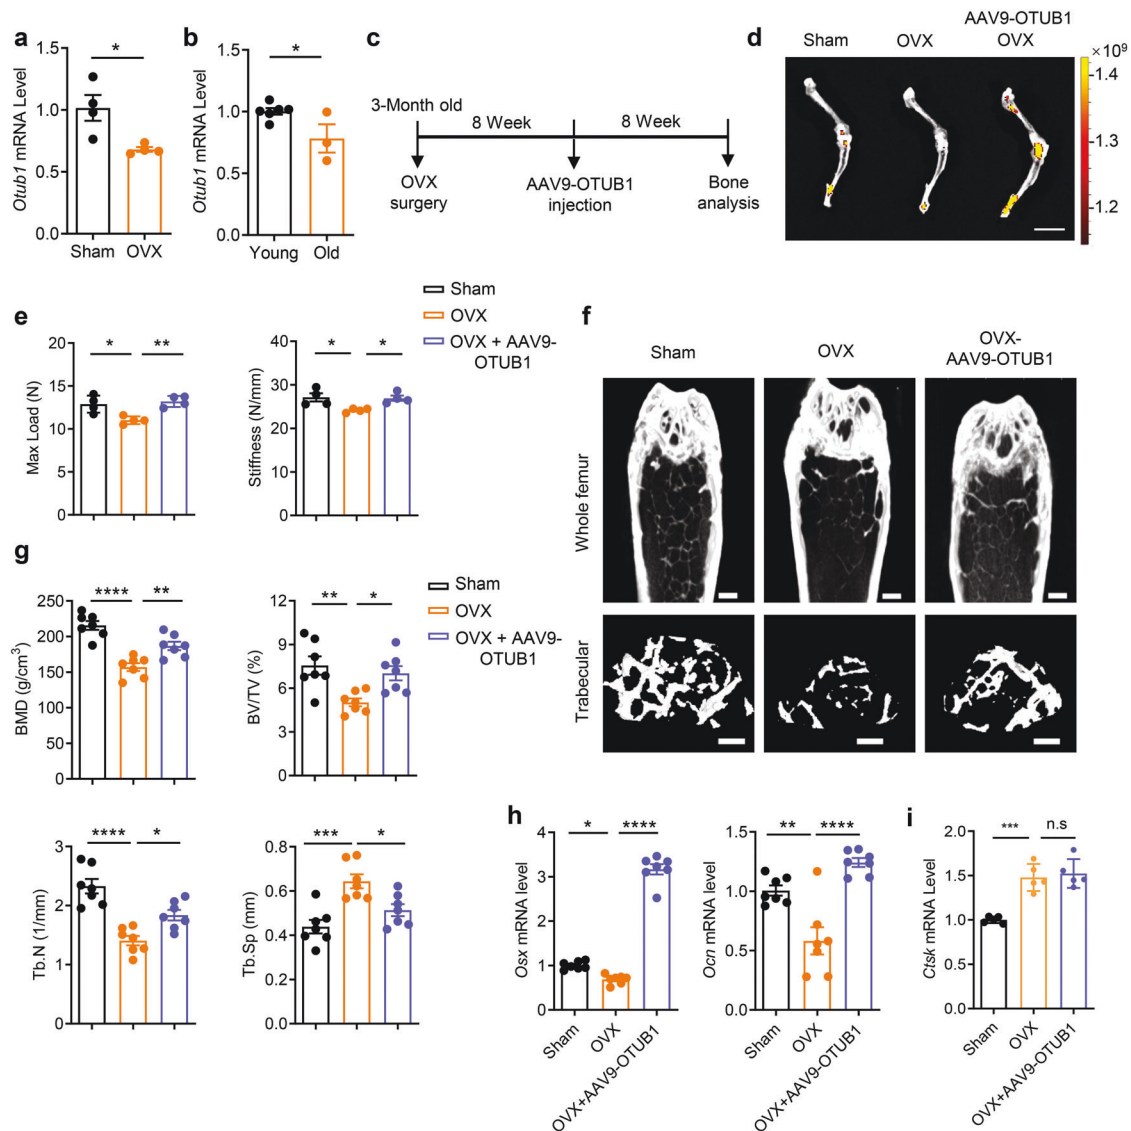 a
Otub1 mRNA Level
1.5
1.0
0.5
0.0
*
Sham OVX
b
Otub1 mRNA Level
1.5
1.0
0.5
0.0
*
Young Old
c
3-Month old
8 Week
8 Week
OVX
surgery
AAV9-OTUB1
injection
Bone
analysis
d
Sham
OVX
AAV9-OTUB1
OVX
×10⁹
1.4
1.3
1.2
e
Sham
OVX
OVX + AAV9-
OTUB1
Max Load (N)
20
15
10
5
0
* **
Stiffness (N/mm)
40
30
20
10
0
* *
f
Sham
OVX
OVX-
AAV9-OTUB1
Whole femur
Trabecular
g
Sham
OVX
OVX + AAV9-
OTUB1
BMD (g/cm³)
250
200
150
100
50
0
**** **
BV/TV (%)
12
9
6
3
0
** *
Tb.N (1/mm)
3
2
1
0
**** *
Tb.Sp (mm)
0.8
0.6
0.4
0.2
0.0
*** *
h
Osx mRNA Level
4
3
2
1
0
* ****
Sham
OVX
OVX+AAV9-OTUB1
Ocn mRNA Level
1.5
1.0
0.5
0.0
** ****
Sham
OVX
OVX+AAV9-OTUB1
i
Ctsk mRNA Level
2.0
1.5
1.0
0.5
0.0
*** n.s
Sham
OVX
OVX+AAV9-OTUB1